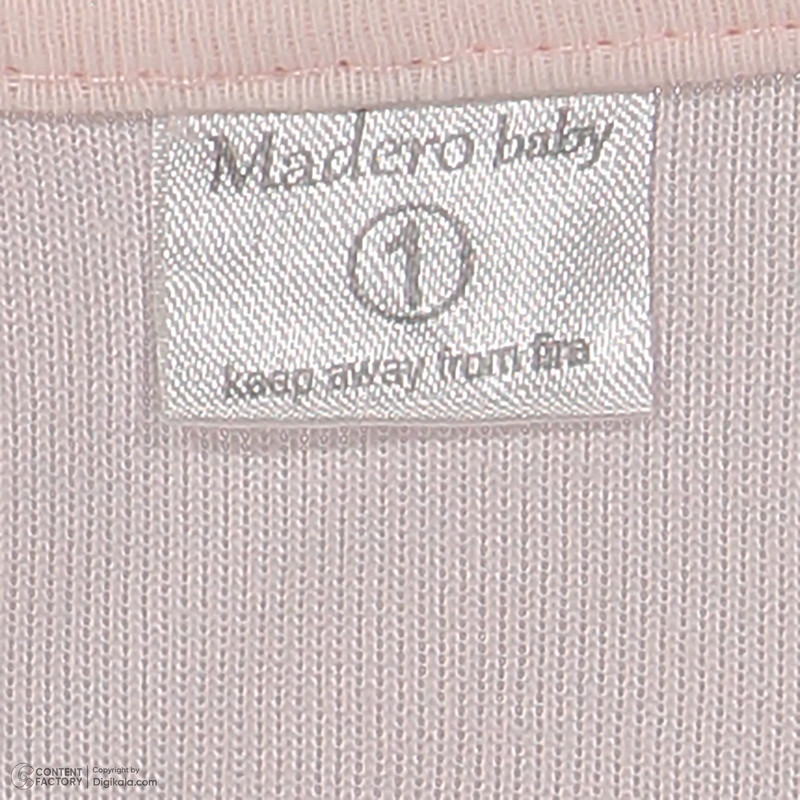 Madero baby
1
keep away from fire
CONTENT FACTORY
Copyright by
Digikala.com